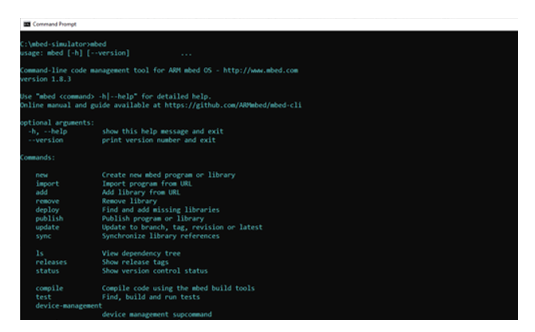 Command Prompt
C:\mbed-simulator>mbed
usage: mbed [-h] [--version]             ...
Command-line code management tool for ARM mbed OS - http://www.mbed.com
version 1.8.3
Use "mbed <command> -h|--help" for detailed help.
Online manual and guide available at https://github.com/ARMmbed/mbed-cli
optional arguments:
-h, --help          show this help message and exit
--version           print version number and exit
Commands:
new                 Create new mbed program or library
import              Import program from URL
add                 Add library from URL
remove              Remove library
deploy              Find and add missing libraries
publish             Publish program or library
update              Update to branch, tag, revision or latest
sync                Synchronize library references
ls                  View dependency tree
releases            Show release tags
status              Show version control status
compile             Compile code using the mbed build tools
test                Find, build and run tests
device-management
device management supcommand